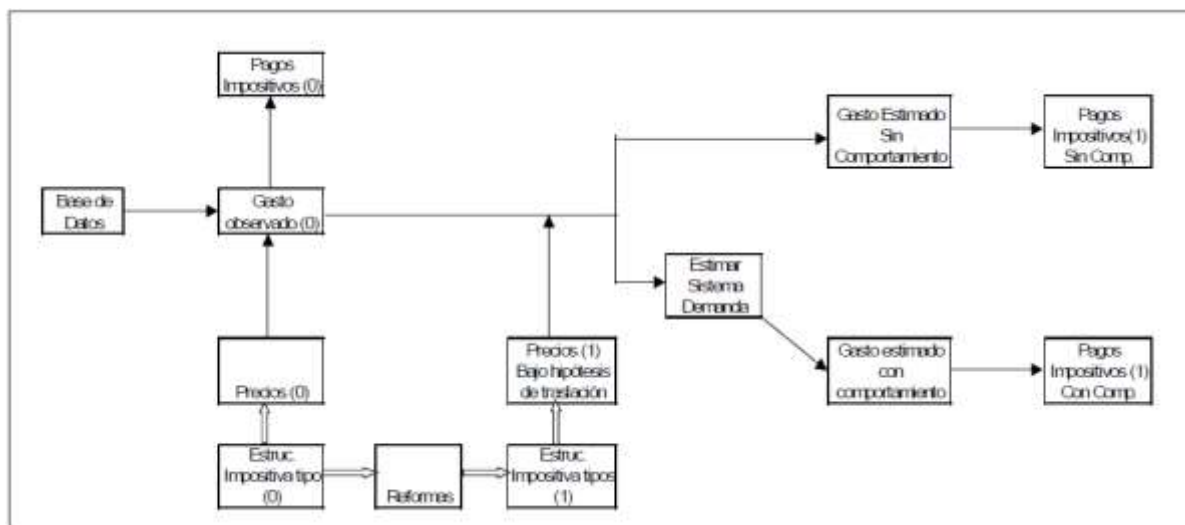 Pagos
Impositivos (0)
Gasto Estimado
Sin
Comportamiento
Pagos
Impositivos(1)
Sin Comp.
Base de
Datos
Gasto
observado (0)
Estimar
Sistema
Demanda
Precios (0)
Precios (1)
Bajo hipótesis
de traslación
Gasto estimado
con
comportamiento
Pagos
Impositivos (1)
Con Comp.
Estruc.
Impositiva tipo
(0)
Reformas
Estruc.
Impositiva tipos
(1)